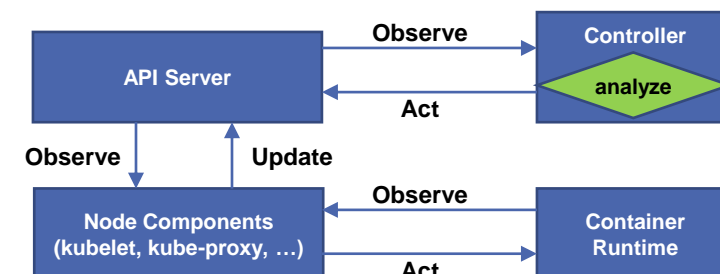 Observe
Controller
API Server
analyze
Act
Observe
Update
Observe
Node Components
(kubelet, kube-proxy, …)
Container
Runtime
Act